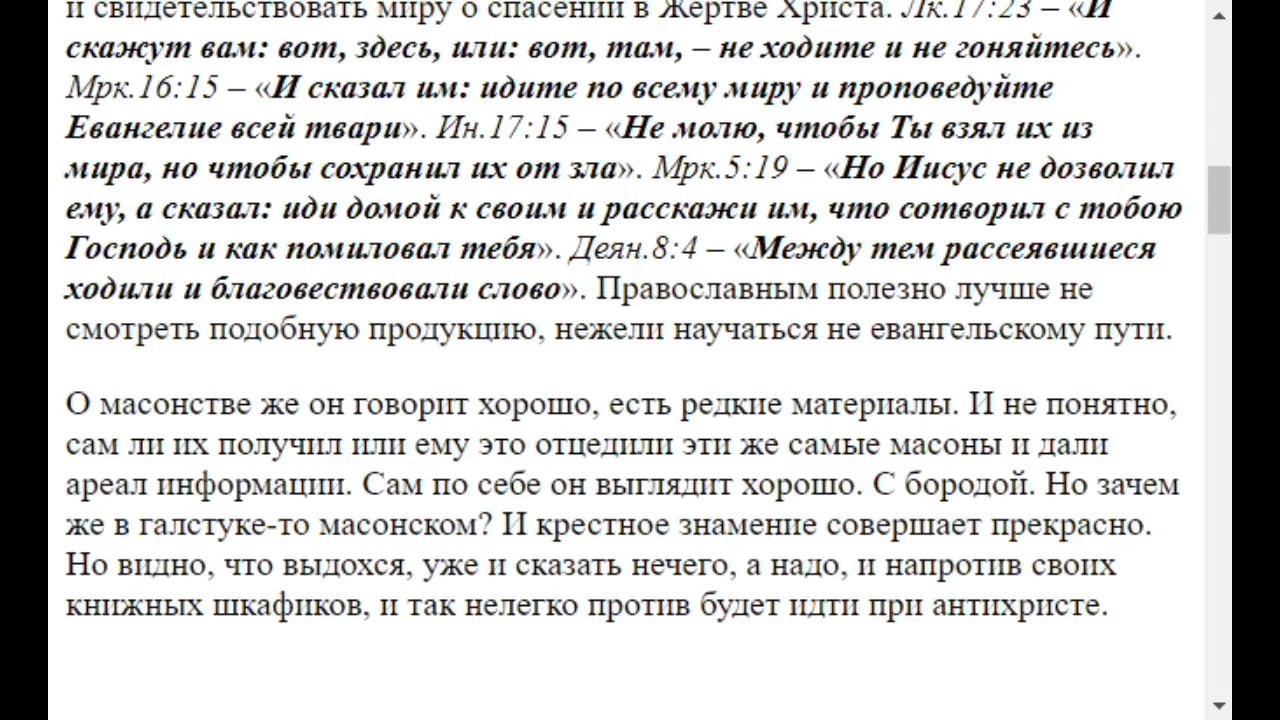 и свидетельствовать миру о спасении в Жертве Христа. Лк.17:23 – «И
скажут вам: вот, здесь, или: вот, там, – не ходите и не гоняйтесь».
Мрк.16:15 – «И сказал им: идите по всему миру и проповедуйте
Евангелие всей твари». Ин.17:15 – «Не молю, чтобы Ты взял их из
мира, но чтобы сохранил их от зла». Мрк.5:19 – «Но Иисус не дозволил
ему, а сказал: иди домой к своим и расскажи им, что сотворил с тобою
Господь и как помиловал тебя». Деян.8:4 – «Между тем рассеявшиеся
ходили и благовествовали слово». Православным полезно лучше не
смотреть подобную продукцию, нежели научаться не евангельскому пути.
О масонстве же он говорит хорошо, есть редкие материалы. И не понятно,
сам ли их получил или ему это отцедили эти же самые масоны и дали
ареал информации. Сам по себе он выглядит хорошо. С бородой. Но зачем
же в галстуке-то масонском? И крестное знамение совершает прекрасно.
Но видно, что выдохся, уже и сказать нечего, а надо, и напротив своих
книжных шкафиков, и так нелегко против будет идти при антихристе.